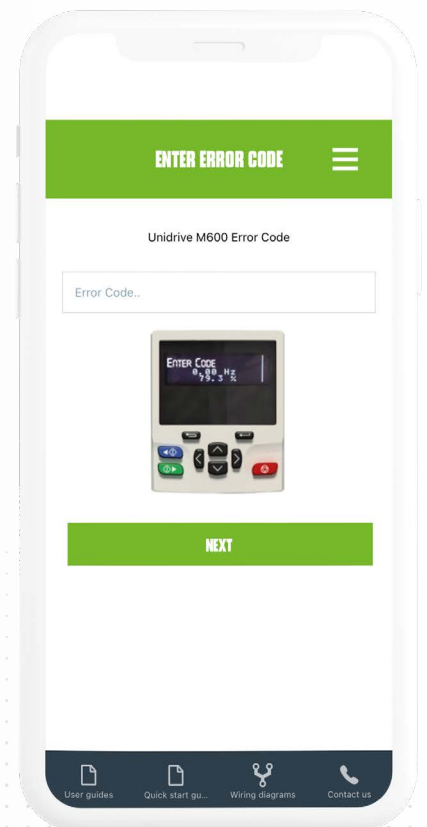 ENTER ERROR CODE
Unidrive M600 Error Code
Error Code..
Enter Code
0.00 Hz
79.3 %
NEXT
User guides
Quick start gu...
Wiring diagrams
Contact us